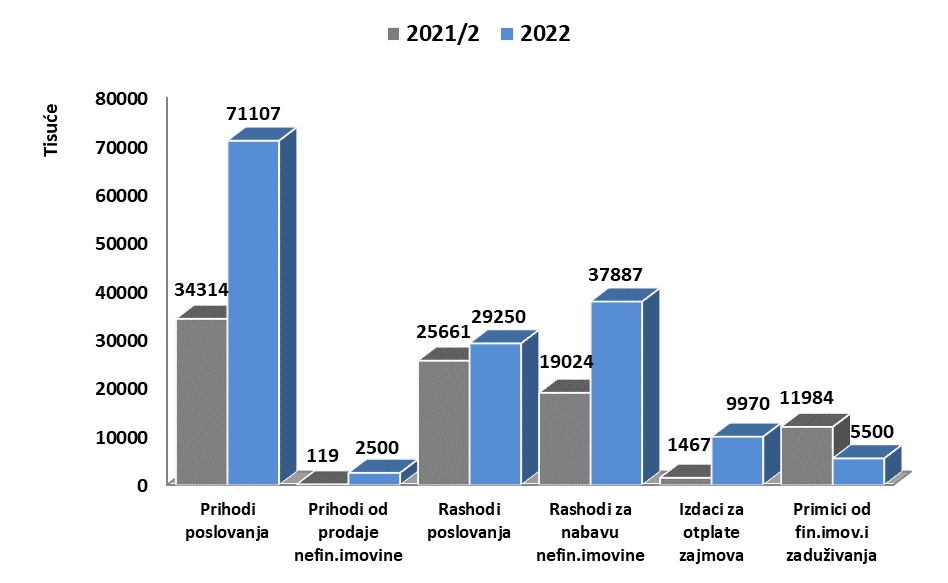 2021/2 2022
Tisuće
80000
70000
60000
50000
40000
30000
20000
10000
0
34314 71107
119 2500
25661 29250
19024 37887
1467 9970
11984 5500
Prihodi
poslovanja
Prihodi od
prodaje
nefin.imovine
Rashodi
poslovanja
Rashodi za
nabavu
nefin.imovine
Izdaci za
otplate
zajmova
Primici od
fin.imov.i
zaduživanja